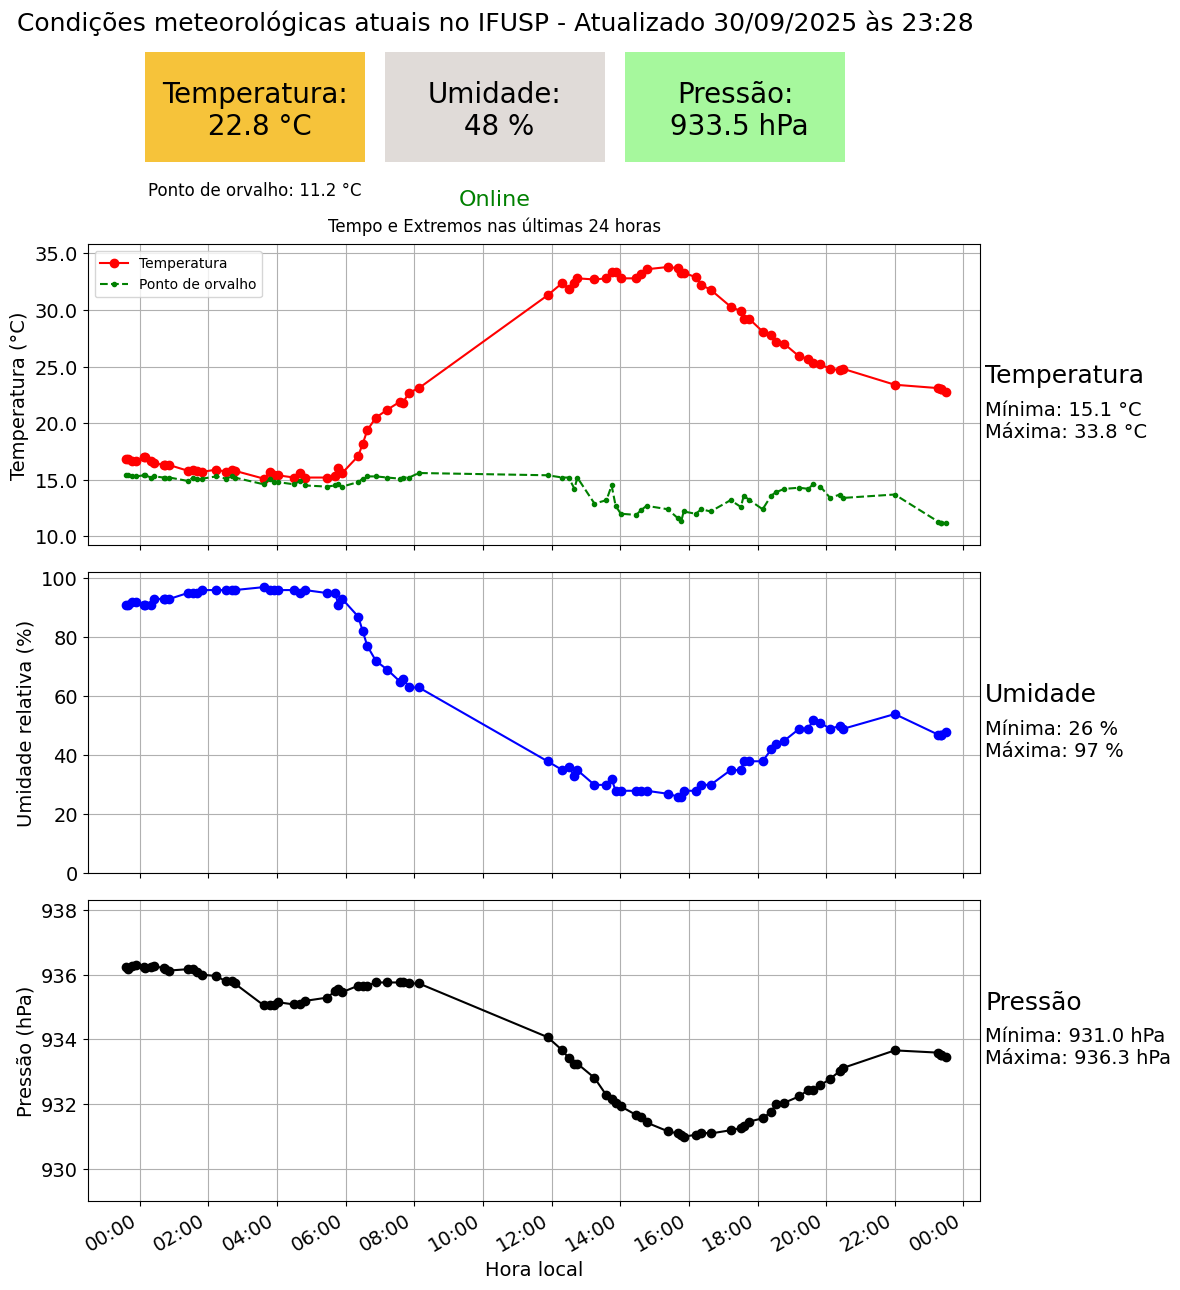 Condições meteorológicas atuais no IFUSP - Atualizado 30/09/2025 às 23:28
Temperatura:
22.8 °C
Umidade:
48 %
Pressão:
933.5 hPa
Ponto de orvalho: 11.2 °C
Online
Tempo e Extremos nas últimas 24 horas
Temperatura
Ponto de orvalho
Temperatura (°C)
35.0
30.0
25.0
20.0
15.0
10.0
Temperatura
Mínima: 15.1 °C
Máxima: 33.8 °C
Umidade relativa (%)
100
80
60
40
20
0
Umidade
Mínima: 26 %
Máxima: 97 %
Pressão (hPa)
938
936
934
932
930
Pressão
Mínima: 931.0 hPa
Máxima: 936.3 hPa
00:00 02:00 04:00 06:00 08:00 10:00 12:00 14:00 16:00 18:00 20:00 22:00 00:00
Hora local